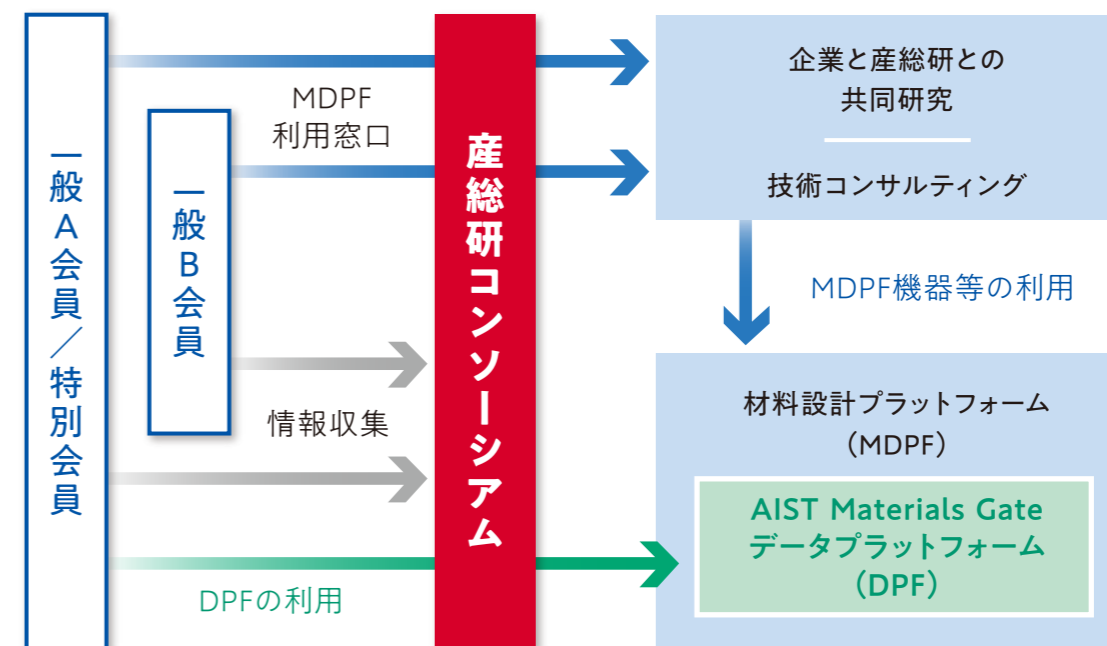 一般A会員／特別会員
一般B会員
MDPF
利用窓口
情報収集
DPFの利用
産総研コンソーシアム
企業と産総研との
共同研究
技術コンサルティング
MDPF機器等の利用
材料設計プラットフォーム
（MDPF）
AIST Materials Gate
データプラットフォーム
（DPF）